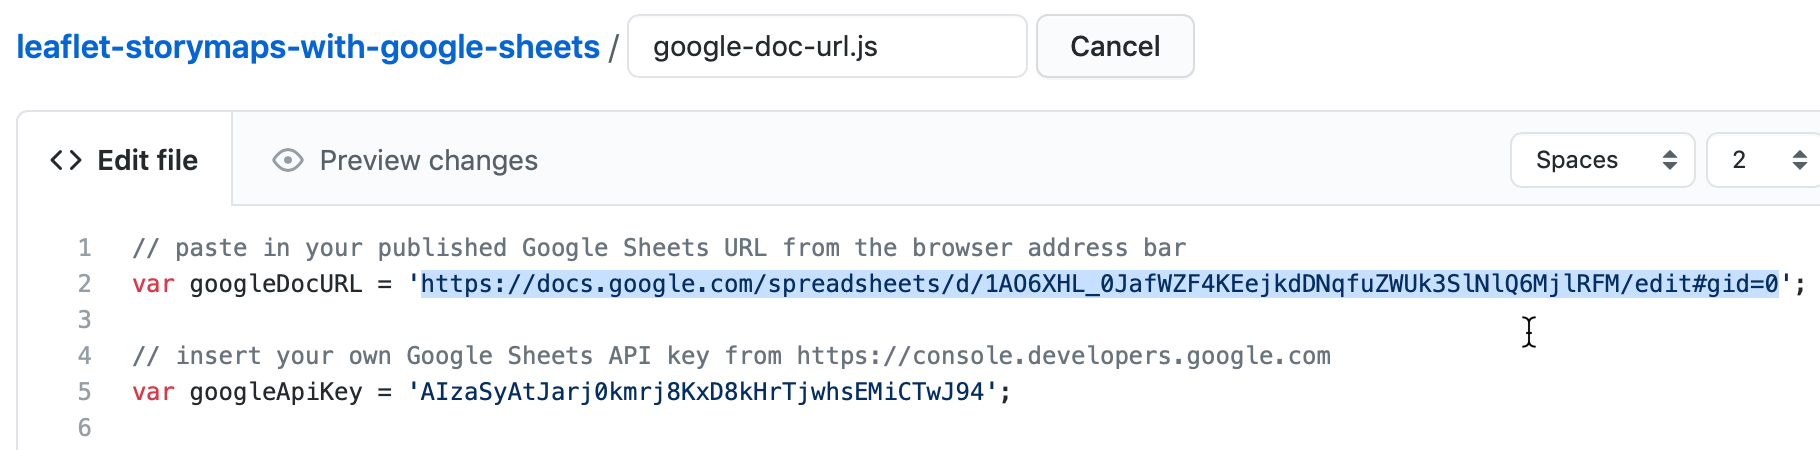 leaflet-storymaps-with-google-sheets / google-doc-url.js Cancel
<> Edit file Preview changes Spaces 2
1 // paste in your published Google Sheets URL from the browser address bar
2 var googleDocURL = 'https://docs.google.com/spreadsheets/d/1AO6XHL_0JafWZF4KEejkdDNqfuZWUk3SlNlQ6MjlRFM/edit#gid=0';
3
4 // insert your own Google Sheets API key from https://console.developers.google.com
5 var googleApiKey = 'AIzaSyAtJarj0kmrj8KxD8kHrTjwhsEMiCTwJ94';
6